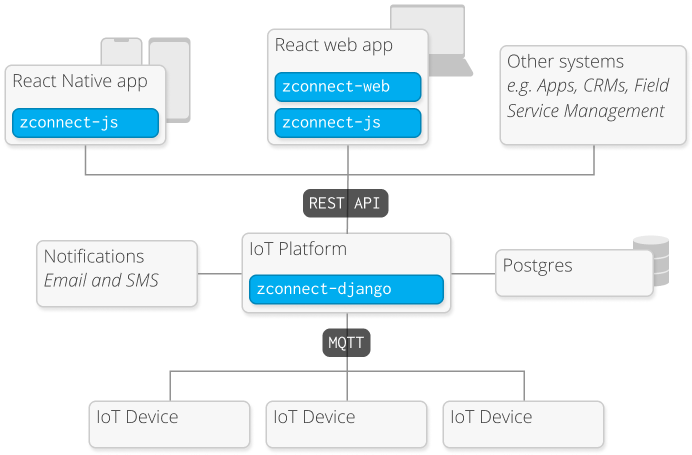 React Native app
zconnect-js
React web app
zconnect-web
zconnect-js
Other systems
e.g. Apps, CRMs, Field
Service Management
REST API
Notifications
Email and SMS
IoT Platform
zconnect-django
Postgres
MQTT
IoT Device
IoT Device
IoT Device